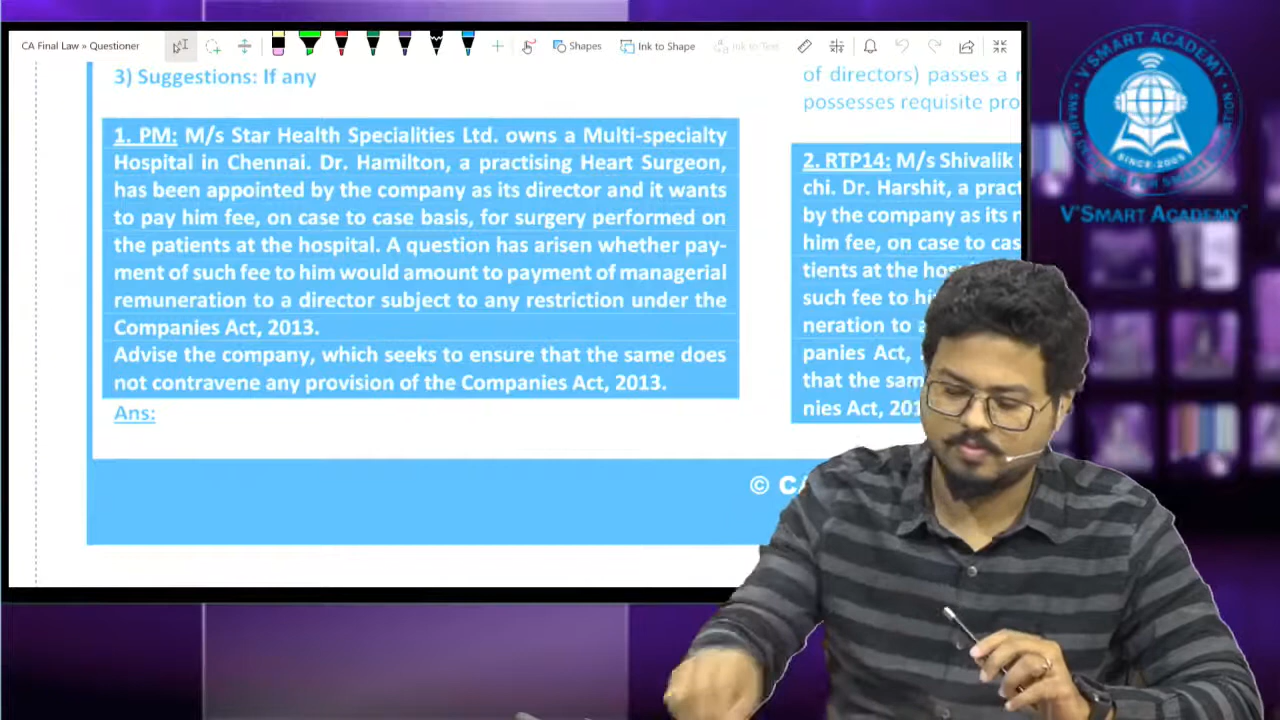 CA Final Law » Questioner
Shapes
Ink to Shape
Ink to Text
3) Suggestions: If any
1. PM: M/s Star Health Specialities Ltd. owns a Multi-specialty
Hospital in Chennai. Dr. Hamilton, a practising Heart Surgeon,
has been appointed by the company as its director and it wants
to pay him fee, on case to case basis, for surgery performed on
the patients at the hospital. A question has arisen whether pay-
ment of such fee to him would amount to payment of managerial
remuneration to a director subject to any restriction under the
Companies Act, 2013.
Advise the company, which seeks to ensure that the same does
not contravene any provision of the Companies Act, 2013.
Ans:
of directors) passes a
possesses requisite pro
2. RTP14: M/s Shivalik
chi. Dr. Harshit, a pract
by the company as its
him fee, on case to cas
tients at the hos
such fee to hi
neration to
panies Act,
that the sam
nies Act, 201
©
V'SMART ACADEMY
SINCE-2005
V'SMART ACADEMY